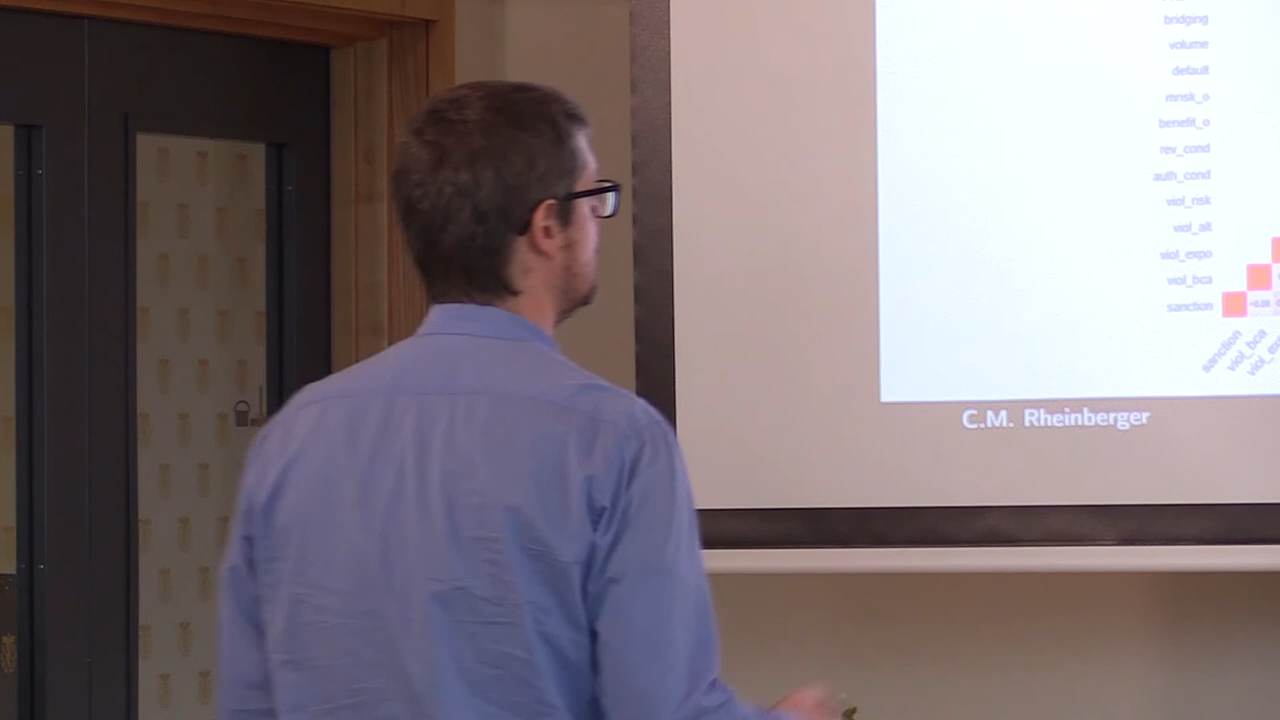 bridging
volume
default
mrisk_o
benefit_o
rev_cond
auth_cond
viol_risk
viol_alt
viol_expo
viol_bca
sanction
sanction
viol_bca
C.M. Rheinberger